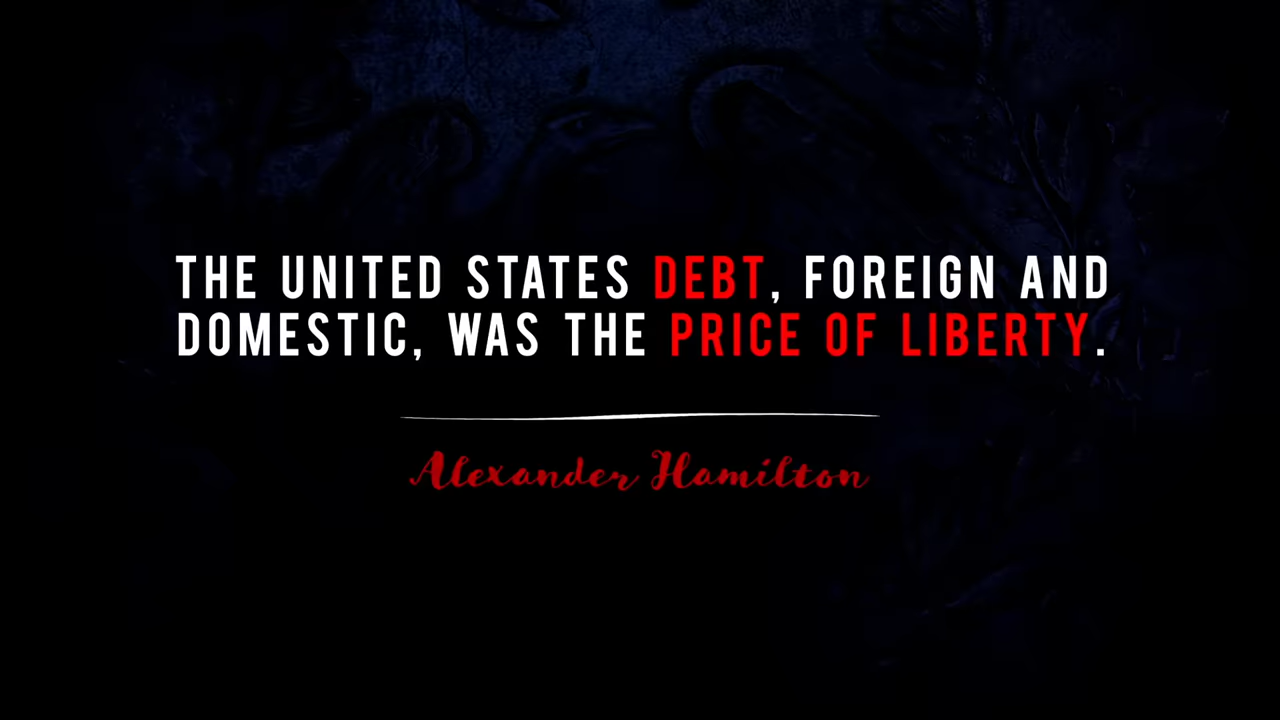 THE UNITED STATES DEBT, FOREIGN AND
DOMESTIC, WAS THE PRICE OF LIBERTY.
Alexander Hamilton